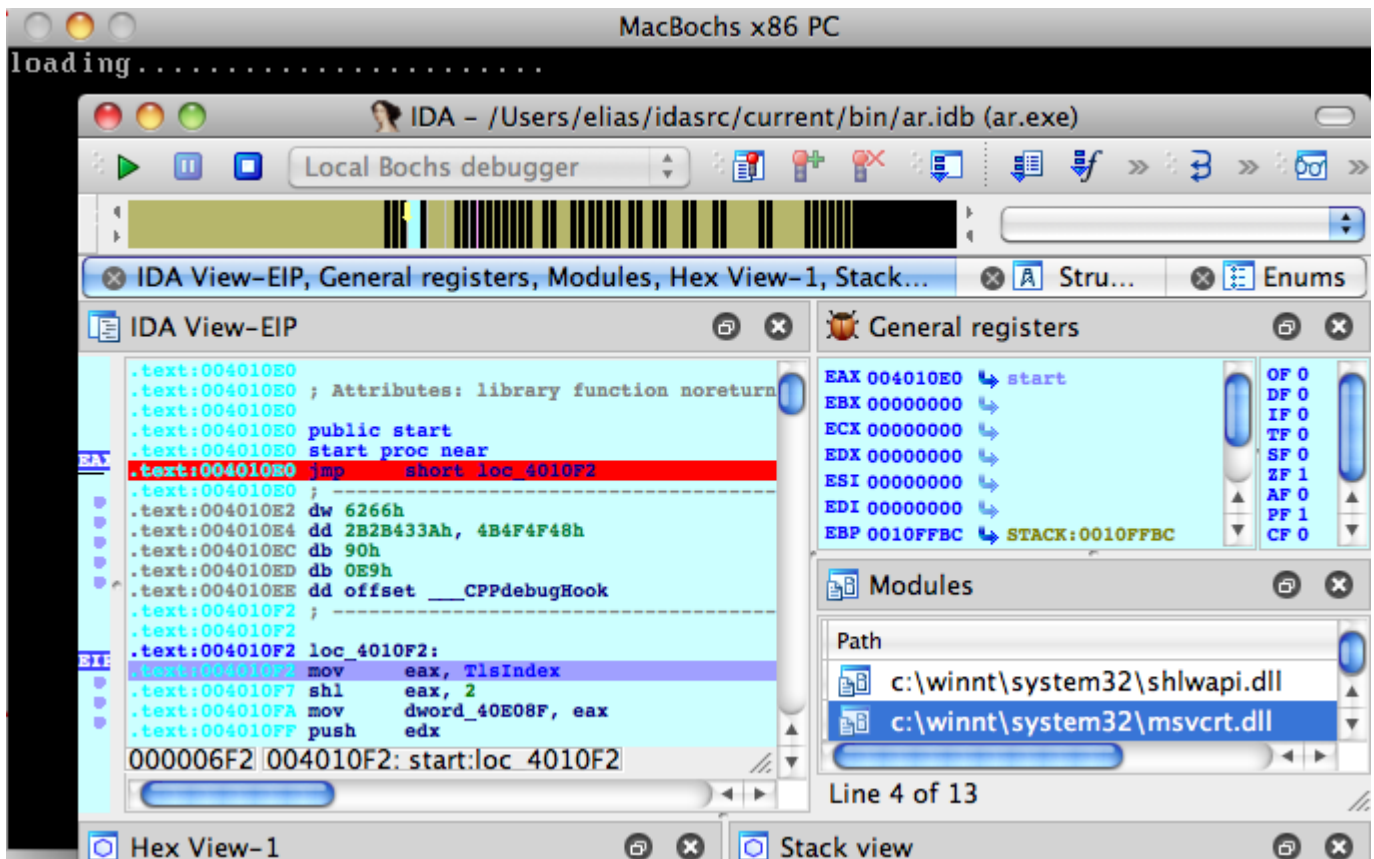 MacBochs x86 PC
loading.......................
IDA - /Users/elias/idasrc/current/bin/ar.idb (ar.exe)
Local Bochs debugger
IDA View-EIP, General registers, Modules, Hex View-1, Stack...
Stru...
Enums
IDA View-EIP
.text:004010E0
.text:004010E0 ; Attributes: library function noreturn
.text:004010E0
.text:004010E0 public start
.text:004010E0 start proc near
.text:004010E0 jmp     short loc_4010F2
.text:004010E0 ; ---------------------------------------
.text:004010E2 dw 6266h
.text:004010E4 dd 2B2B433Ah, 4B4F4F48h
.text:004010EC db 90h
.text:004010ED db 0E9h
.text:004010EE dd offset ___CPPdebugHook
.text:004010F2 ; ---------------------------------------
.text:004010F2
.text:004010F2 loc_4010F2:
.text:004010F2 mov     eax, TlsIndex
.text:004010F7 shl     eax, 2
.text:004010FA mov     dword_40E08F, eax
.text:004010FF push    edx
EAX
EIP
000006F2 004010F2: start:loc_4010F2
General registers
EAX 004010E0 start
EBX 00000000
ECX 00000000
EDX 00000000
ESI 00000000
EDI 00000000
EBP 0010FFBC STACK:0010FFBC
OF 0
DF 0
IF 0
TF 0
SF 0
ZF 1
AF 0
PF 1
CF 0
Modules
Path
c:\winnt\system32\shlwapi.dll
c:\winnt\system32\msvcrt.dll
Line 4 of 13
Hex View-1
Stack view